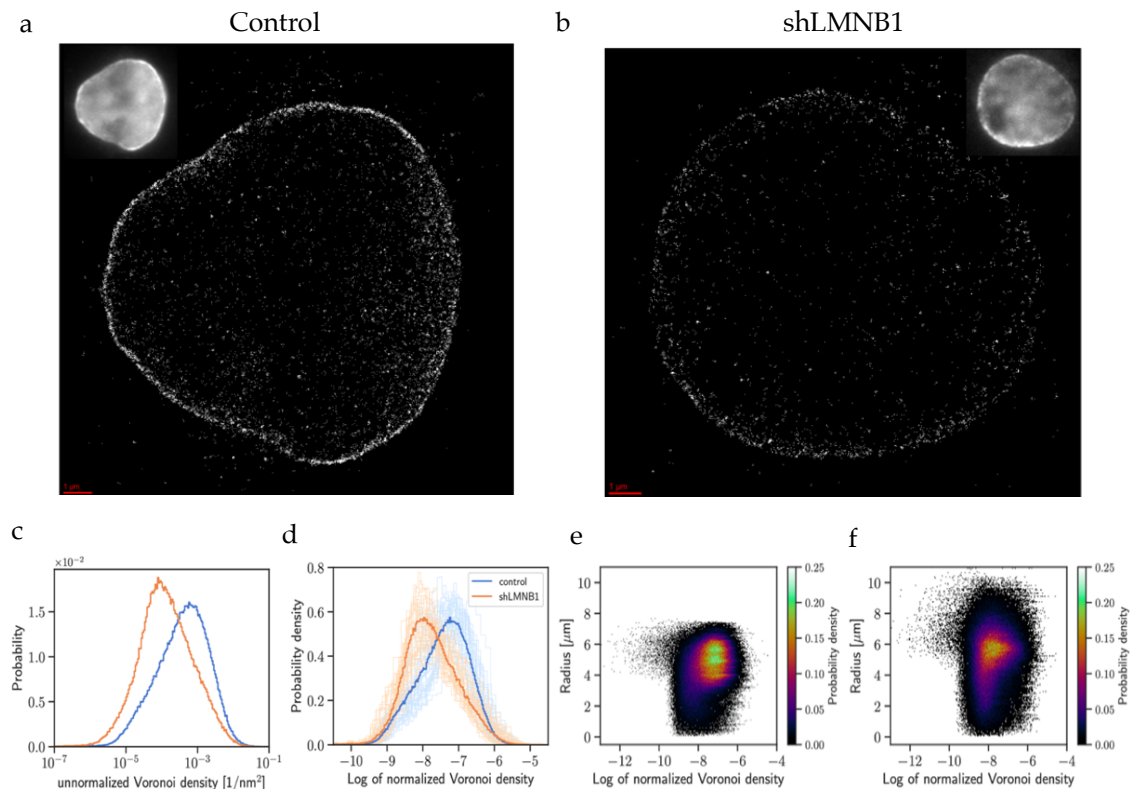 a
Control
b
shLMNB1
1 μm
1 μm
c
×10⁻²
1.5
1.0
0.5
0.0
Probability
10⁻⁷
10⁻⁵
10⁻³
10⁻¹
unnormalized Voronoi density [1/nm²]
d
0.8
0.6
0.4
0.2
0.0
Probability density
control
shLMNB1
−10
−9
−8
−7
−6
−5
Log of normalized Voronoi density
e
10
8
6
4
2
0
Radius [μm]
−12
−10
−8
−6
−4
Log of normalized Voronoi density
0.25
0.20
0.15
0.10
0.05
0.00
Probability density
f
10
8
6
4
2
0
Radius [μm]
−12
−10
−8
−6
−4
Log of normalized Voronoi density
0.25
0.20
0.15
0.10
0.05
0.00
Probability density